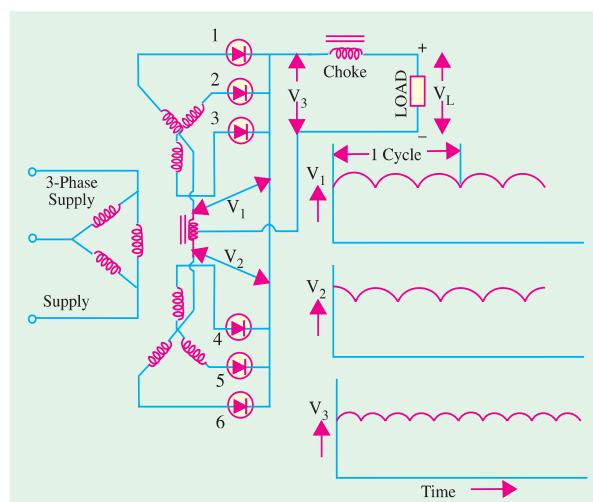 1
2
3
Choke
+
LOAD
V3
VL
–
1 Cycle
3-Phase
Supply
V1
V1
V2
Supply
V2
4
5
6
V3
Time